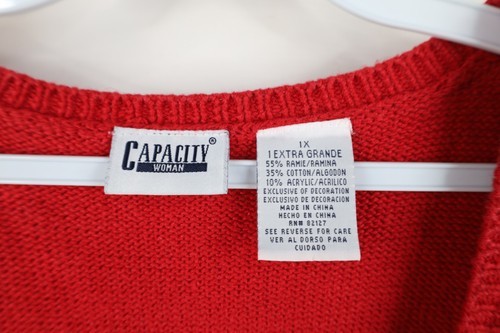 CAPACITY®
WOMAN
1X
1 EXTRA GRANDE
55% RAMIE/RAMINA
35% COTTON/ALGODON
10% ACRYLIC/ACRILICO
EXCLUSIVE OF DECORATION
EXCLUSIVO DE DECORACION
MADE IN CHINA
HECHO EN CHINA
RN# 82127
SEE REVERSE FOR CARE
VER AL DORSO PARA
CUIDADO